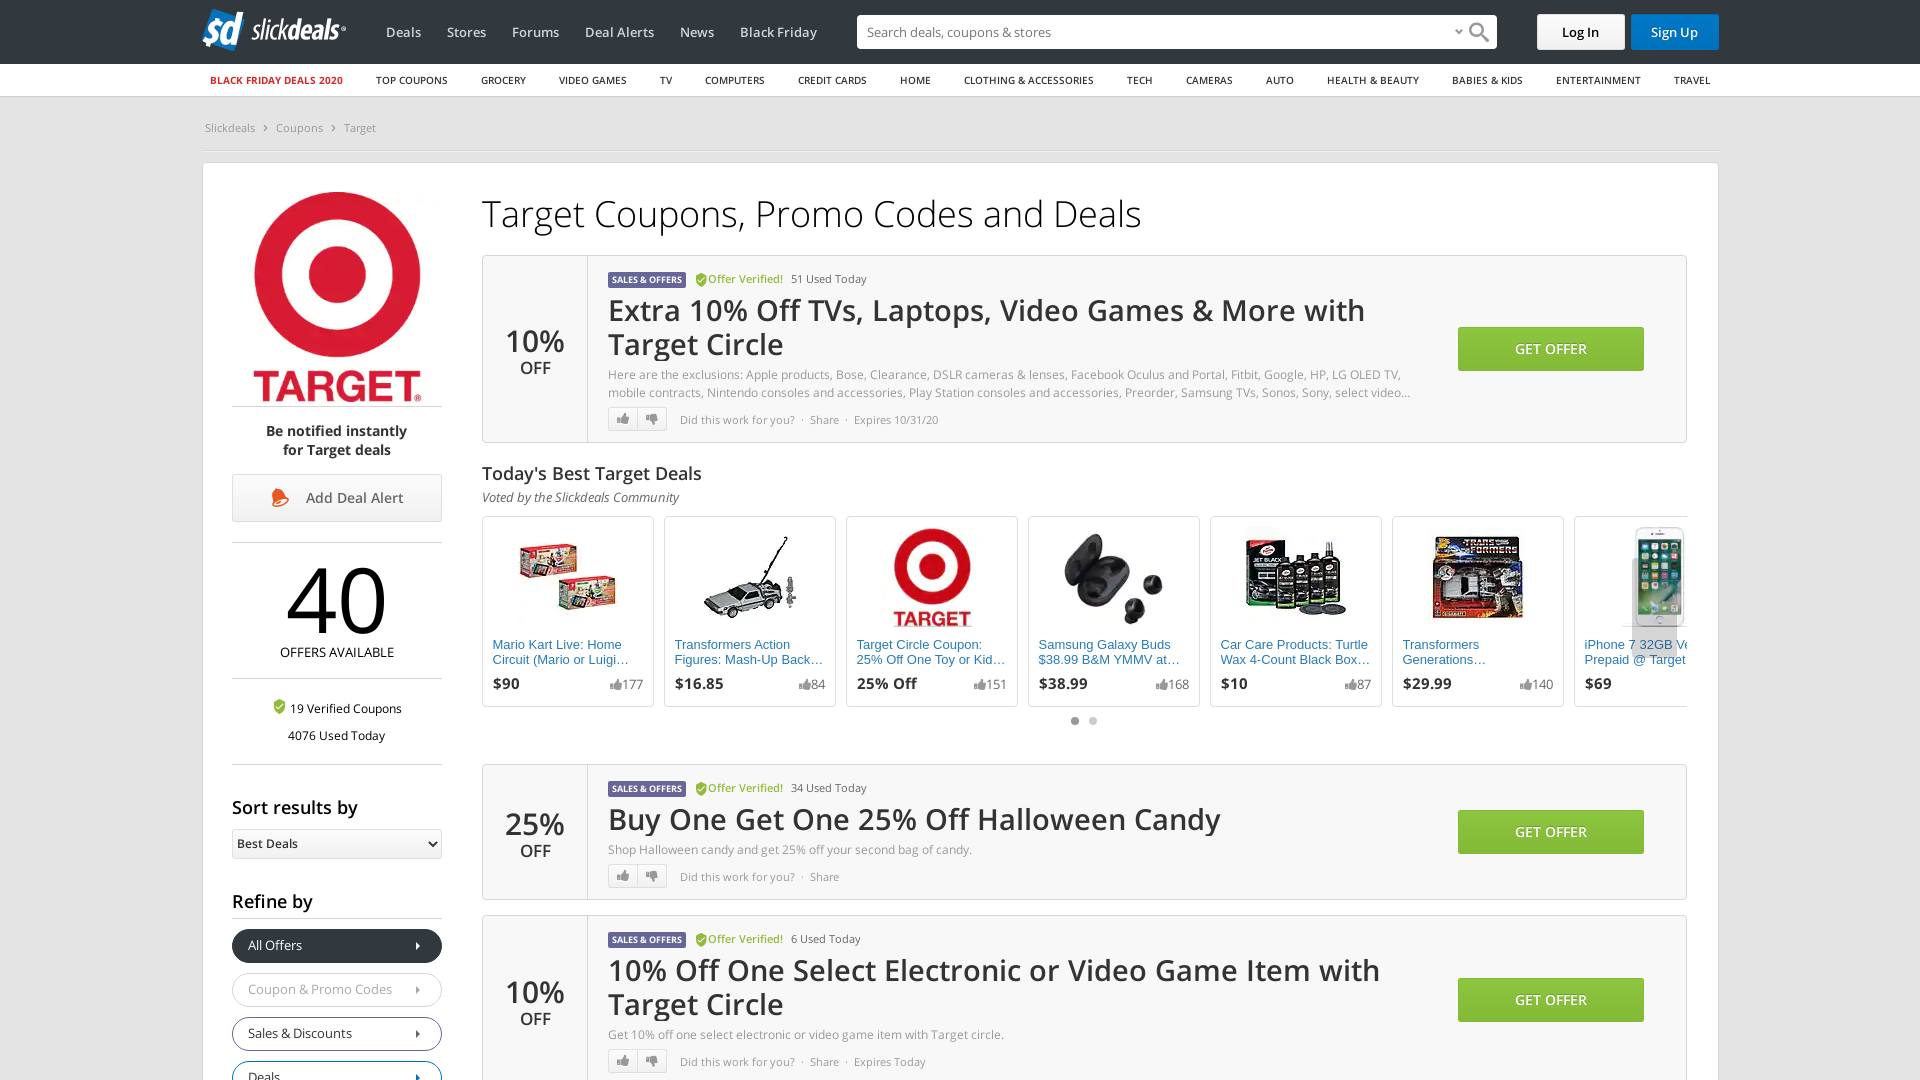 sd slickdeals
Deals Stores Forums Deal Alerts News Black Friday
Search deals, coupons & stores
Log In Sign Up
BLACK FRIDAY DEALS 2020 TOP COUPONS GROCERY VIDEO GAMES TV COMPUTERS CREDIT CARDS HOME CLOTHING & ACCESSORIES TECH CAMERAS AUTO HEALTH & BEAUTY BABIES & KIDS ENTERTAINMENT TRAVEL
Slickdeals > Coupons > Target
TARGET®
Be notified instantly
for Target deals
Add Deal Alert
40
OFFERS AVAILABLE
19 Verified Coupons
4076 Used Today
Sort results by
Best Deals
Refine by
All Offers
Coupon & Promo Codes
Sales & Discounts
Deals
Target Coupons, Promo Codes and Deals
10%
OFF
SALES & OFFERS Offer Verified! 51 Used Today
Extra 10% Off TVs, Laptops, Video Games & More with
Target Circle
Here are the exclusions: Apple products, Bose, Clearance, DSLR cameras & lenses, Facebook Oculus and Portal, Fitbit, Google, HP, LG OLED TV,
mobile contracts, Nintendo consoles and accessories, Play Station consoles and accessories, Preorder, Samsung TVs, Sonos, Sony, select video...
Did this work for you? · Share · Expires 10/31/20
GET OFFER
Today's Best Target Deals
Voted by the Slickdeals Community
Mario Kart Live: Home
Circuit (Mario or Luigi…
$90 177
Transformers Action
Figures: Mash-Up Back…
$16.85 84
TARGET
Target Circle Coupon:
25% Off One Toy or Kid…
25% Off 151
Samsung Galaxy Buds
$38.99 B&M YMMV at…
$38.99 168
Car Care Products: Turtle
Wax 4-Count Black Box…
$10 87
TRANSFORMERS
Transformers
Generations…
$29.99 140
iPhone 7 32GB Ve
Prepaid @ Target
$69
25%
OFF
SALES & OFFERS Offer Verified! 34 Used Today
Buy One Get One 25% Off Halloween Candy
Shop Halloween candy and get 25% off your second bag of candy.
Did this work for you? · Share
GET OFFER
10%
OFF
SALES & OFFERS Offer Verified! 6 Used Today
10% Off One Select Electronic or Video Game Item with
Target Circle
Get 10% off one select electronic or video game item with Target circle.
Did this work for you? · Share · Expires Today
GET OFFER